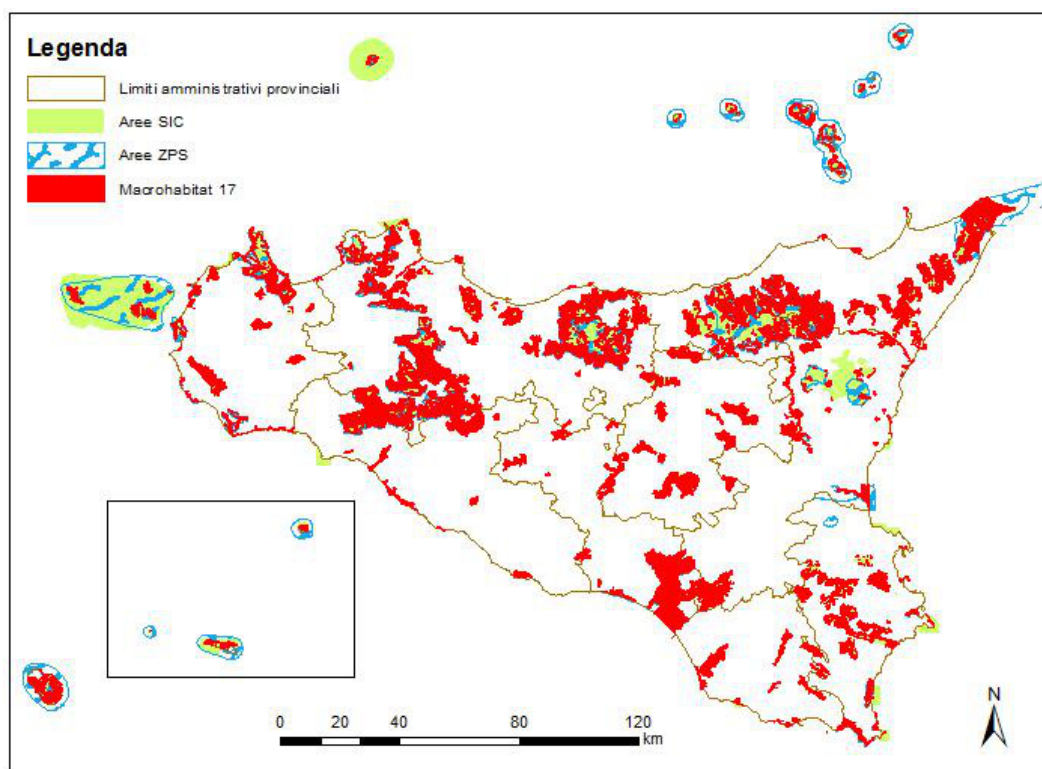 Legenda
Limiti amministrativi provinciali
Aree SIC
Aree ZPS
Macrohabitat 17
N
0 20 40 80 120
km